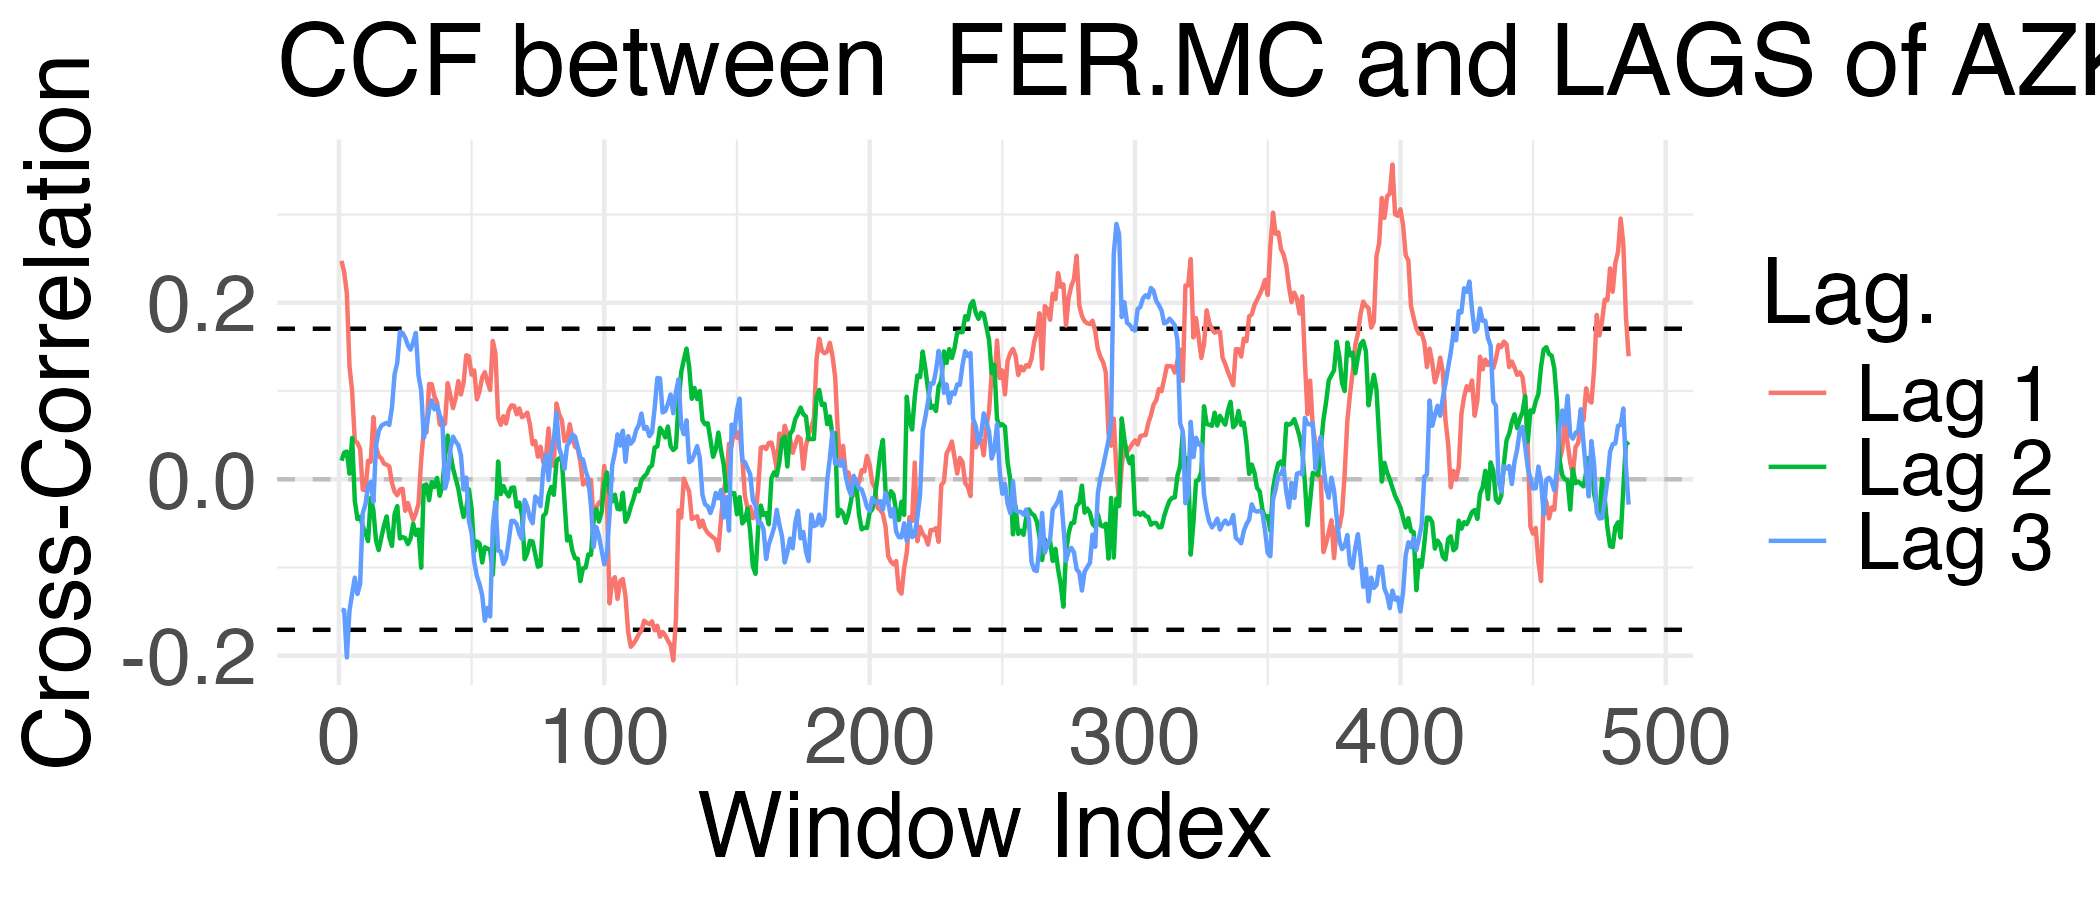 CCF between FER.MC and LAGS of AZK
Cross-Correlation
0.2
0.0
-0.2
0 100 200 300 400 500
Window Index
Lag.
Lag 1
Lag 2
Lag 3